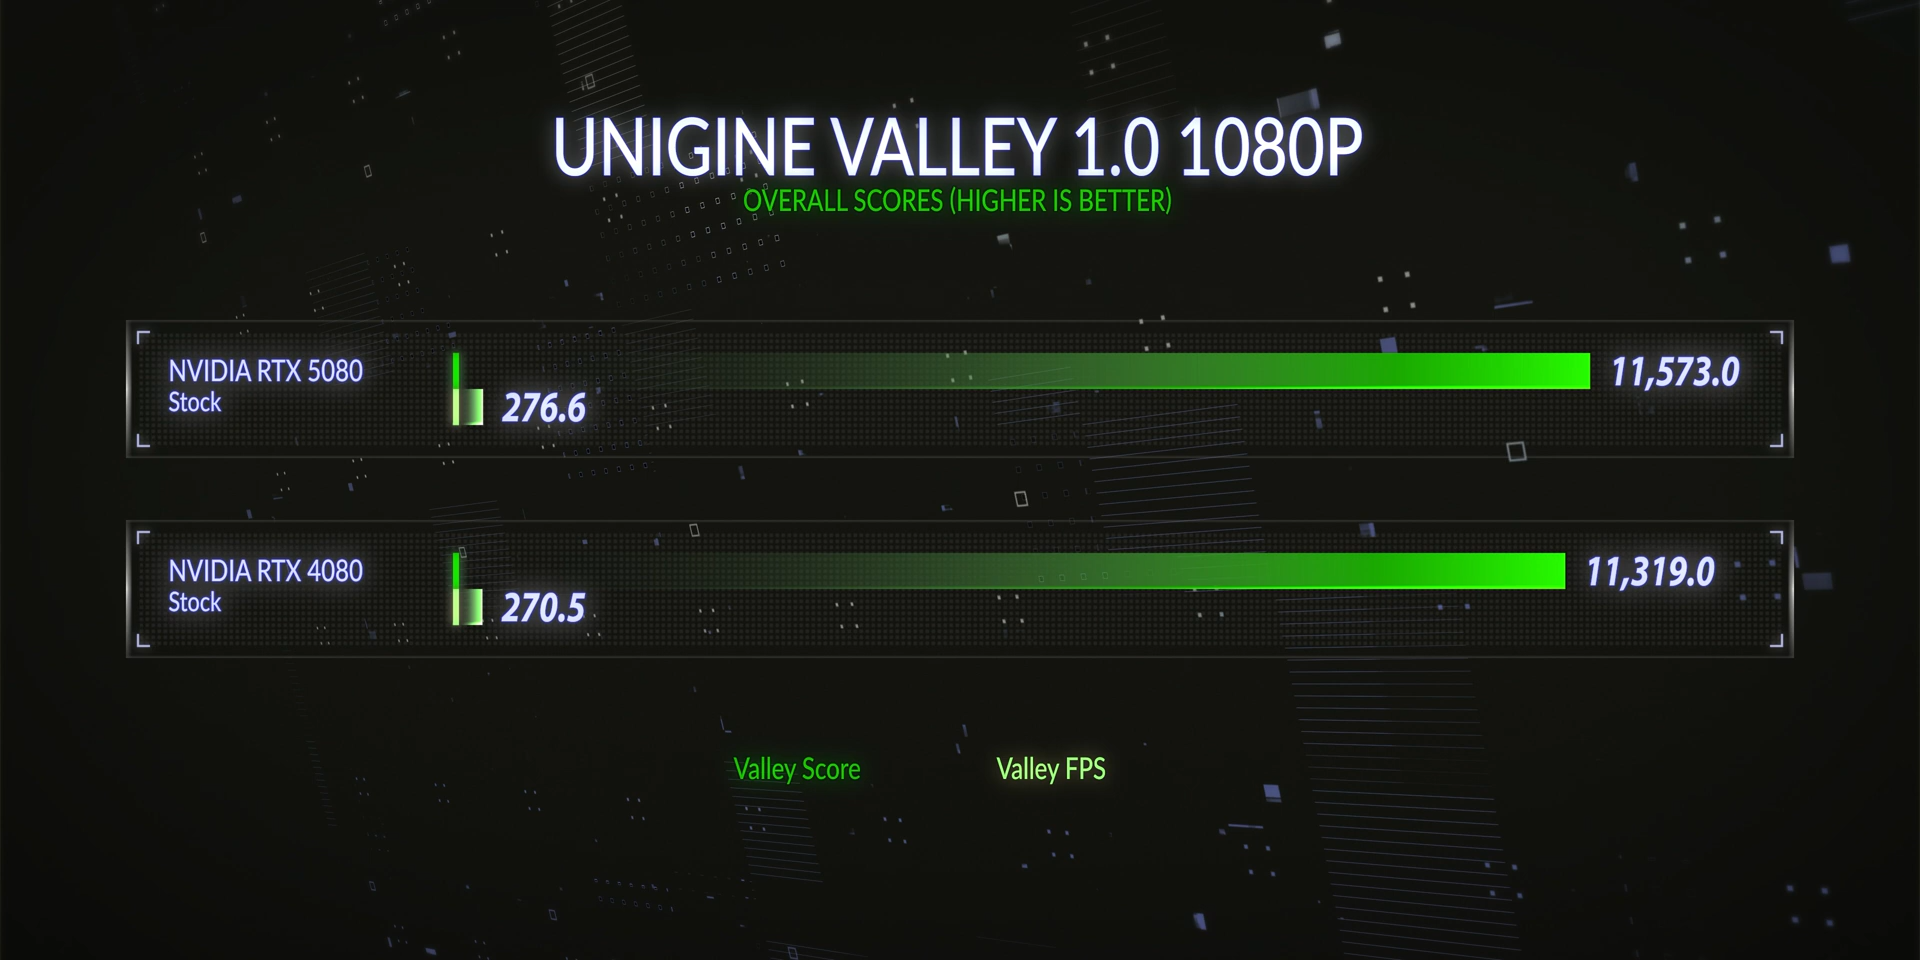 UNIGINE VALLEY 1.0 1080P
OVERALL SCORES (HIGHER IS BETTER)
NVIDIA RTX 5080
Stock
11,573.0
276.6
NVIDIA RTX 4080
Stock
11,319.0
270.5
Valley Score
Valley FPS